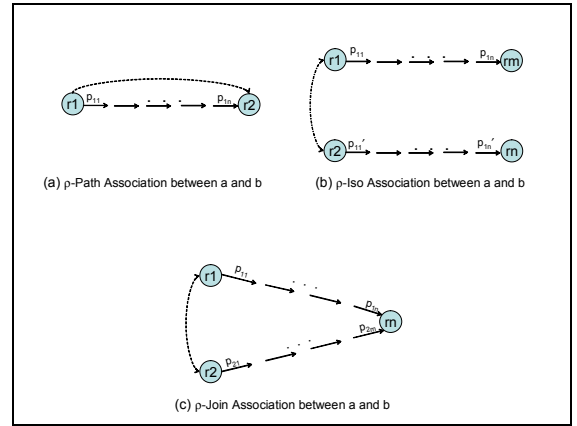 r1 p11 . . . p1n r2
(a) ρ-Path Association between a and b
r1 p11 . . . p1n rm
r2 p11′ . . . p1n′ rn
(b) ρ-Iso Association between a and b
r1 p11 . . . p1n
rn
r2 p21 . . . p2m
(c) ρ-Join Association between a and b